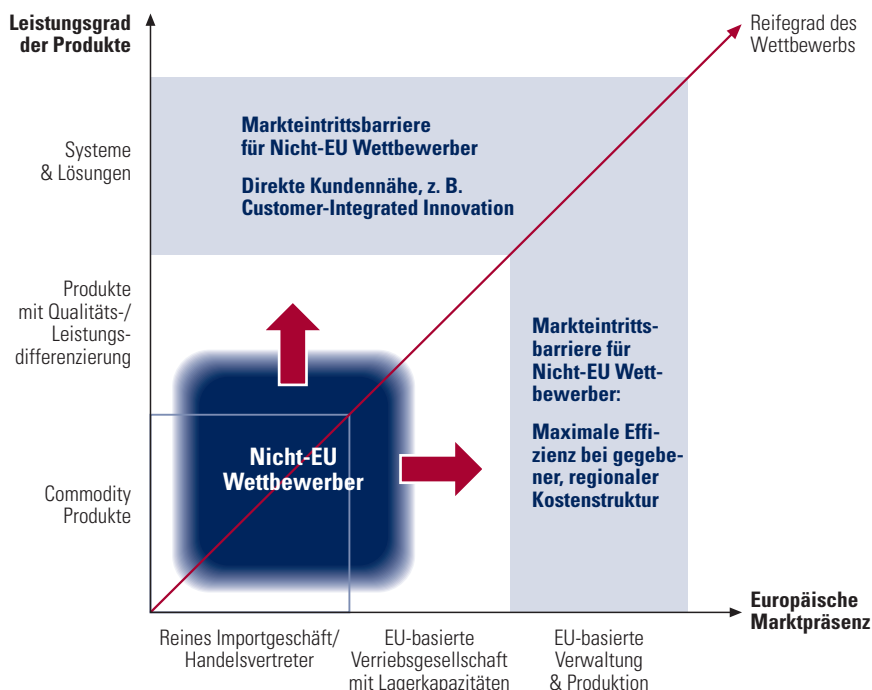 Leistungsgrad
der Produkte
Reifegrad des
Wettbewerbs
Systeme
& Lösungen
Markteintrittsbarriere
für Nicht-EU Wettbewerber
Direkte Kundennähe, z. B.
Customer-Integrated Innovation
Produkte
mit Qualitäts-/
Leistungs-
differenzierung
Markteintritts-
barriere für
Nicht-EU Wett-
bewerber:
Maximale Effi-
zienz bei gegebe-
ner, regionaler
Kostenstruktur
Nicht-EU
Wettbewerber
Commodity
Produkte
Europäische
Marktpräsenz
Reines Importgeschäft/
Handelsvertreter
EU-basierte
Verriebsgesellschaft
mit Lagerkapazitäten
EU-basierte
Verwaltung
& Produktion